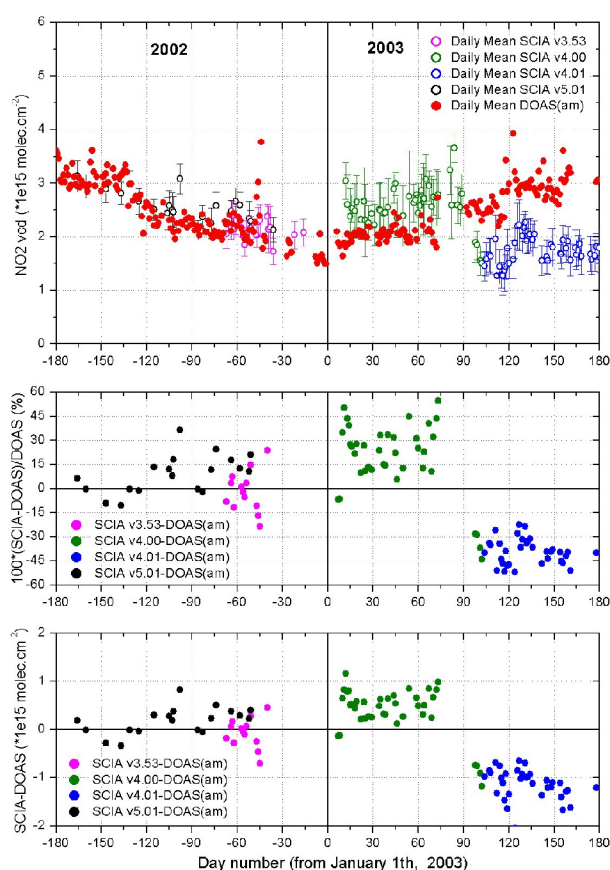 2002
2003
Daily Mean SCIA v3.53
Daily Mean SCIA v4.00
Daily Mean SCIA v4.01
Daily Mean SCIA v5.01
Daily Mean DOAS(am)
NO2 vcd (*1e15 molec.cm-2)
6
5
4
3
2
1
0
-180 -150 -120 -90 -60 -30 0 30 60 90 120 150 180
100*(SCIA-DOAS)/DOAS (%)
60
45
30
15
0
-15
-30
-45
-60
SCIA v3.53-DOAS(am)
SCIA v4.00-DOAS(am)
SCIA v4.01-DOAS(am)
SCIA v5.01-DOAS(am)
-180 -150 -120 -90 -60 -30 0 30 60 90 120 150 180
SCIA-DOAS (*1e15 molec.cm-2)
2
1
0
-1
-2
SCIA v3.53-DOAS(am)
SCIA v4.00-DOAS(am)
SCIA v4.01-DOAS(am)
SCIA v5.01-DOAS(am)
-180 -150 -120 -90 -60 -30 0 30 60 90 120 150 180
Day number (from January 1th, 2003)